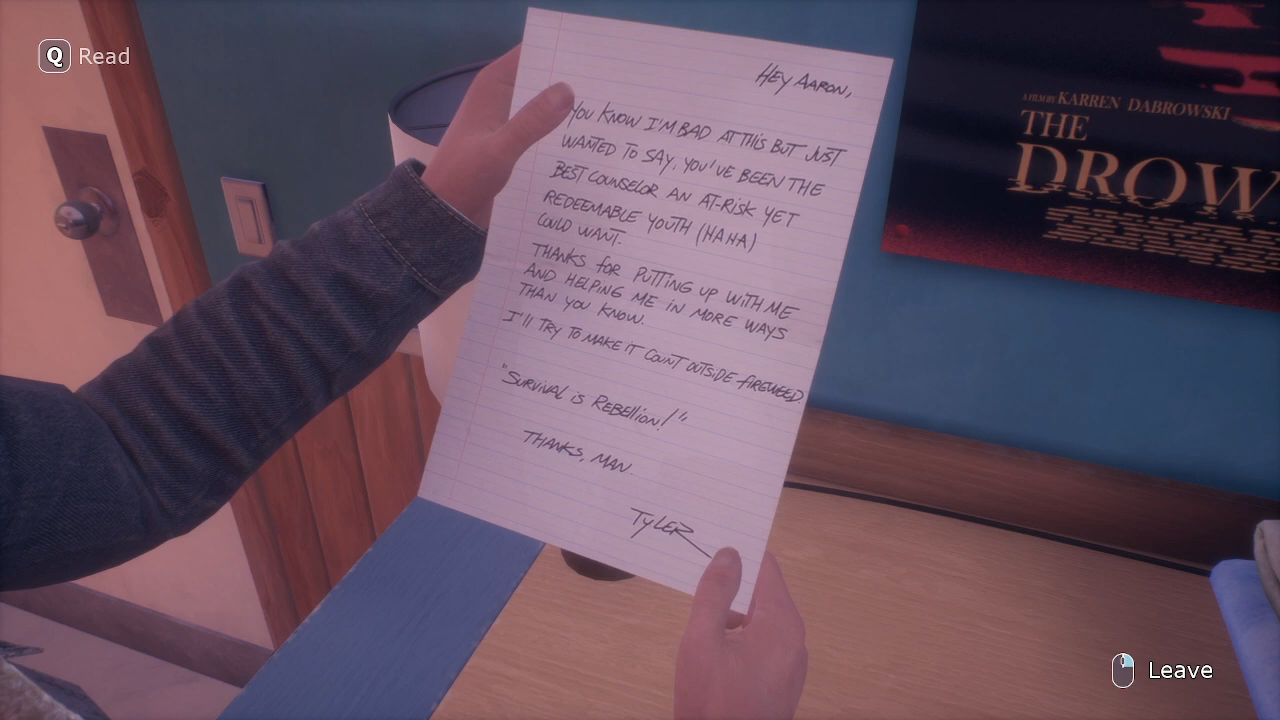 Q Read
HEY AARON,
YOU KNOW I'M BAD AT THIS BUT JUST
WANTED TO SAY, YOU'VE BEEN THE
BEST COUNSELOR AN AT-RISK YET
REDEEMABLE YOUTH (HAHA)
COULD WANT.
THANKS FOR PUTTING UP WITH ME
AND HELPING ME IN MORE WAYS
THAN YOU KNOW.
I'll TRY TO MAKE IT COUNT OUTSIDE FIREWEED.
"SURVIVAL IS REBELLION!"
THANKS, MAN.
TYLER
A FILM BY KARREN DABROWSKI
THE
DROW
Leave